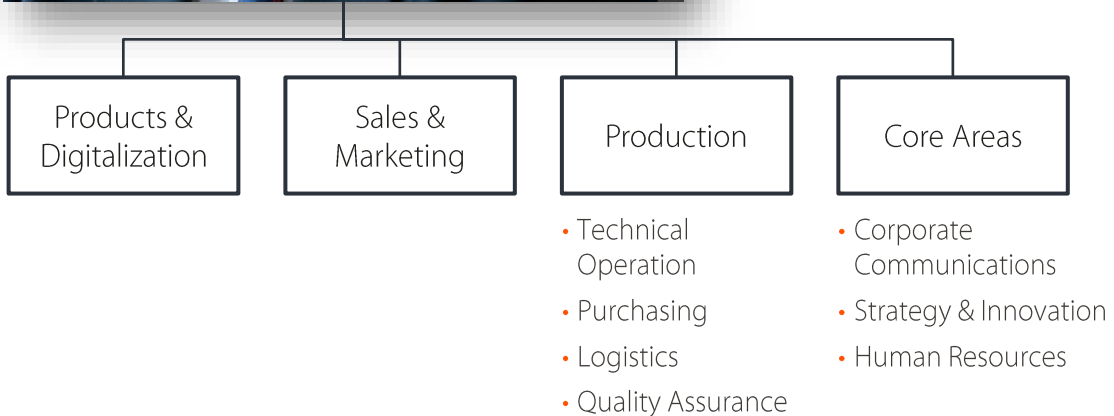 Products &
Digitalization
Sales &
Marketing
Production
Core Areas
• Technical
Operation
• Purchasing
• Logistics
• Quality Assurance
• Corporate
Communications
• Strategy & Innovation
• Human Resources